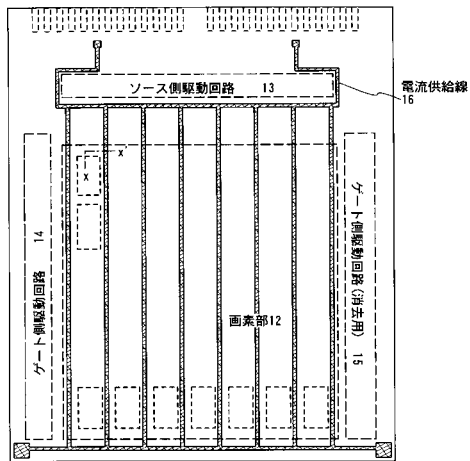 ソース側駆動回路 13
電流供給線
16
x x'
ゲート側駆動回路 14
ゲート側駆動回路(消去用) 15
画素部12